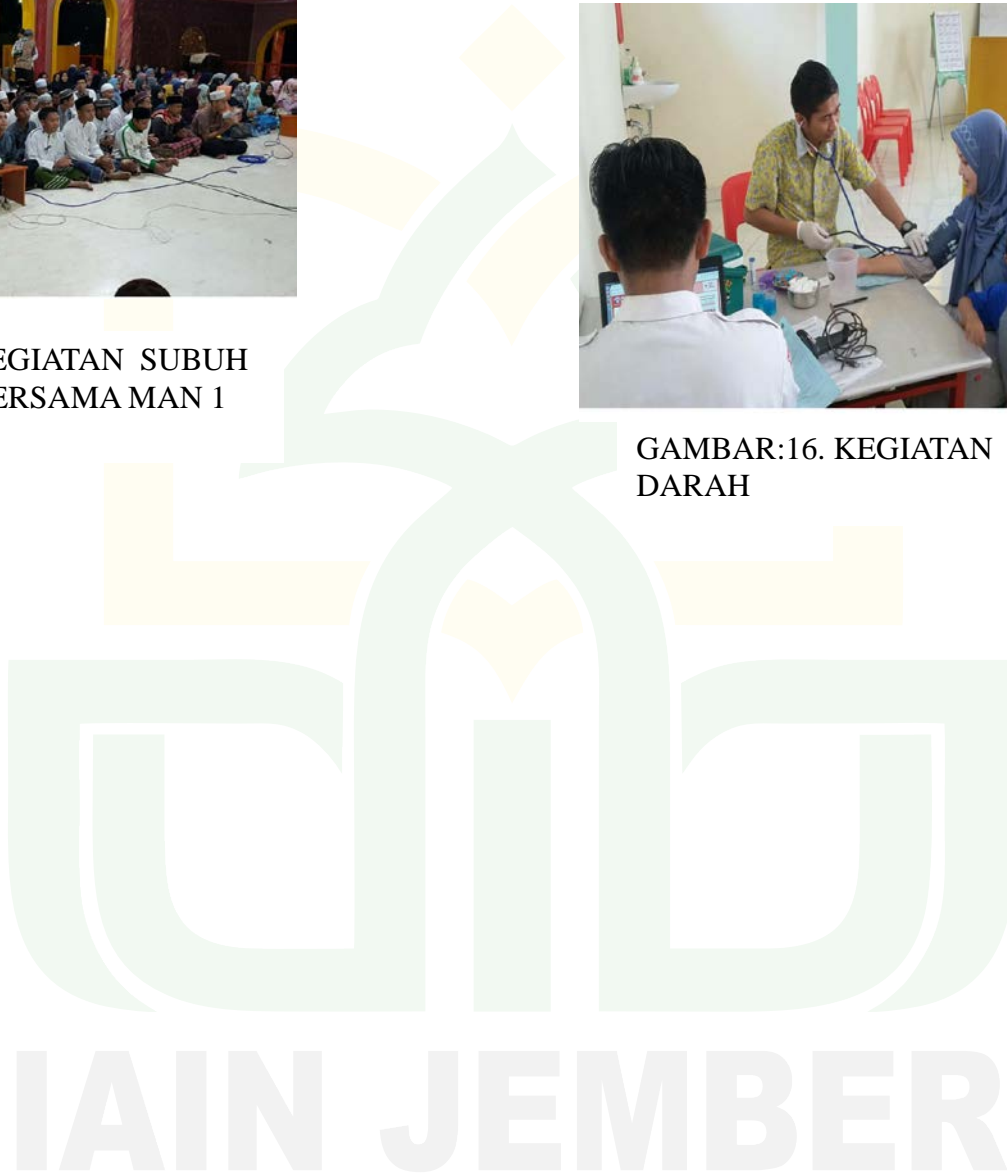 EGIATAN SUBUH
ERSAMA MAN 1
GAMBAR:16. KEGIATAN
DARAH
IAIN JEMBER